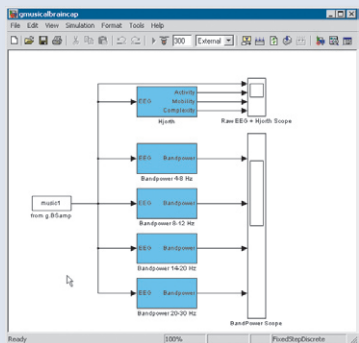 gmusicalbraincap
File Edit View Simulation Format Tools Help
300 External
EEG Activity
Mobility
Complexity
Hjorth
Raw EEG + Hjorth Scope
EEG Bandpower
Bandpower 4-8 Hz
music1
from g.BSamp
EEG Bandpower
Bandpower 8-12 Hz
EEG Bandpower
Bandpower 14-20 Hz
EEG Bandpower
Bandpower 20-30 Hz
BandPower Scope
Ready 100% FixedStepDiscrete